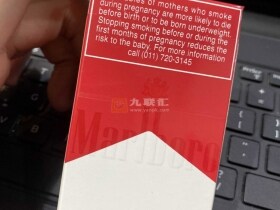 of mothers who smoke
during pregnancy are more likely to die
before birth or to be born underweight.
Stopping smoking before or during the
first months of pregnancy reduces the
risk to the baby. For more information
call (011) 720-3145
九联汇
Marlboro